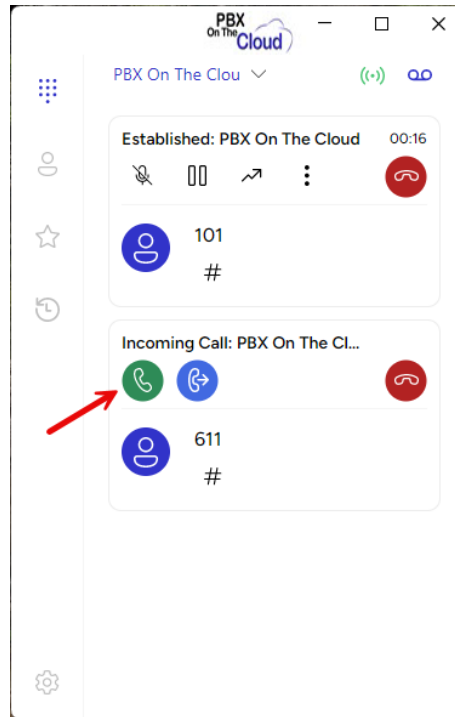 PBX
On The
Cloud
PBX On The Clou
Established: PBX On The Cloud 00:16
101
#
Incoming Call: PBX On The Cl...
611
#